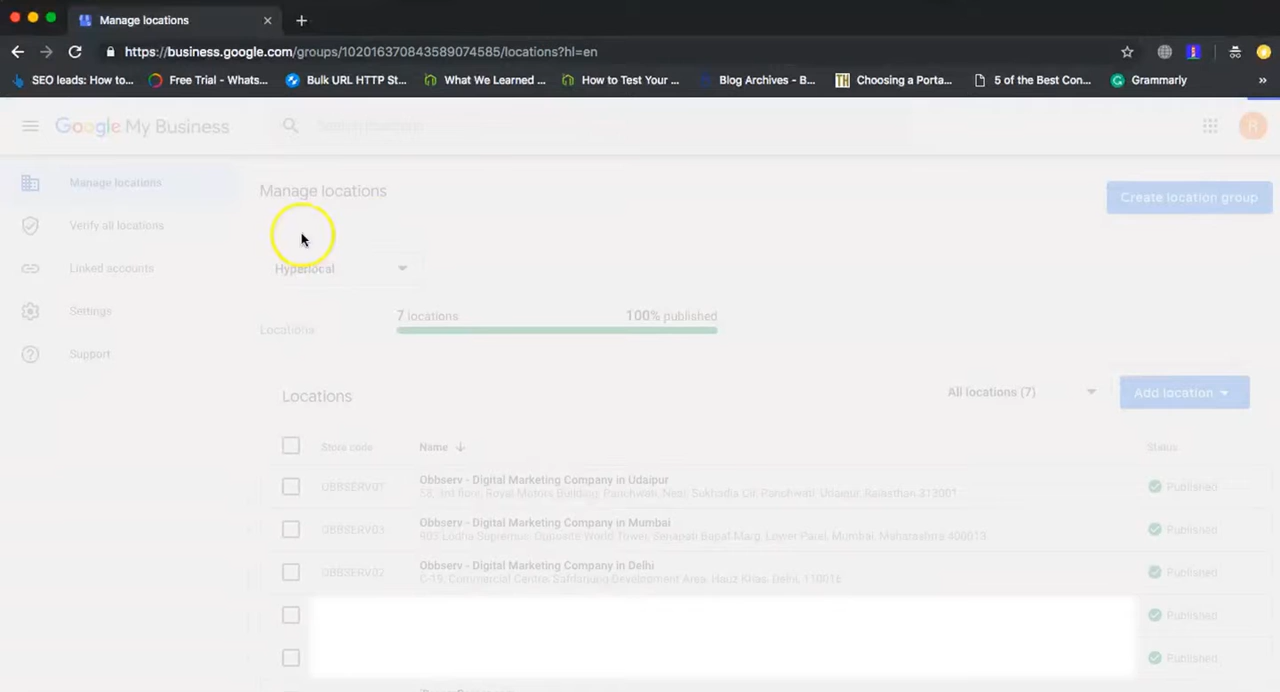 Manage locations
https://business.google.com/groups/102016370843589074585/locations?hl=en
SEO leads: How to...
Free Trial - Whats...
Bulk URL HTTP St...
What We Learned ...
How to Test Your ...
Blog Archives - B...
TH Choosing a Porta...
5 of the Best Con...
Grammarly
»
Google My Business
Search locations
R
Manage locations
Verify all locations
Linked accounts
Settings
Support
Manage locations
Create location group
Hyperlocal
Locations
7 locations
100% published
Locations
All locations (7)
Add location
Store code
Name
Status
OBBSERV01
Obbserv - Digital Marketing Company in Udaipur
Published
OBBSERV03
Obbserv - Digital Marketing Company in Mumbai
903 Lodha Supremus, Opposite World Tower, Senapati Bapat Marg, Lower Parel, Mumbai, Maharashtra 400013
Published
OBBSERV02
Obbserv - Digital Marketing Company in Delhi
C-19, Commercial Centre, Safdarjung Development Area, Hauz Khas, Delhi,
Published
Published
Published